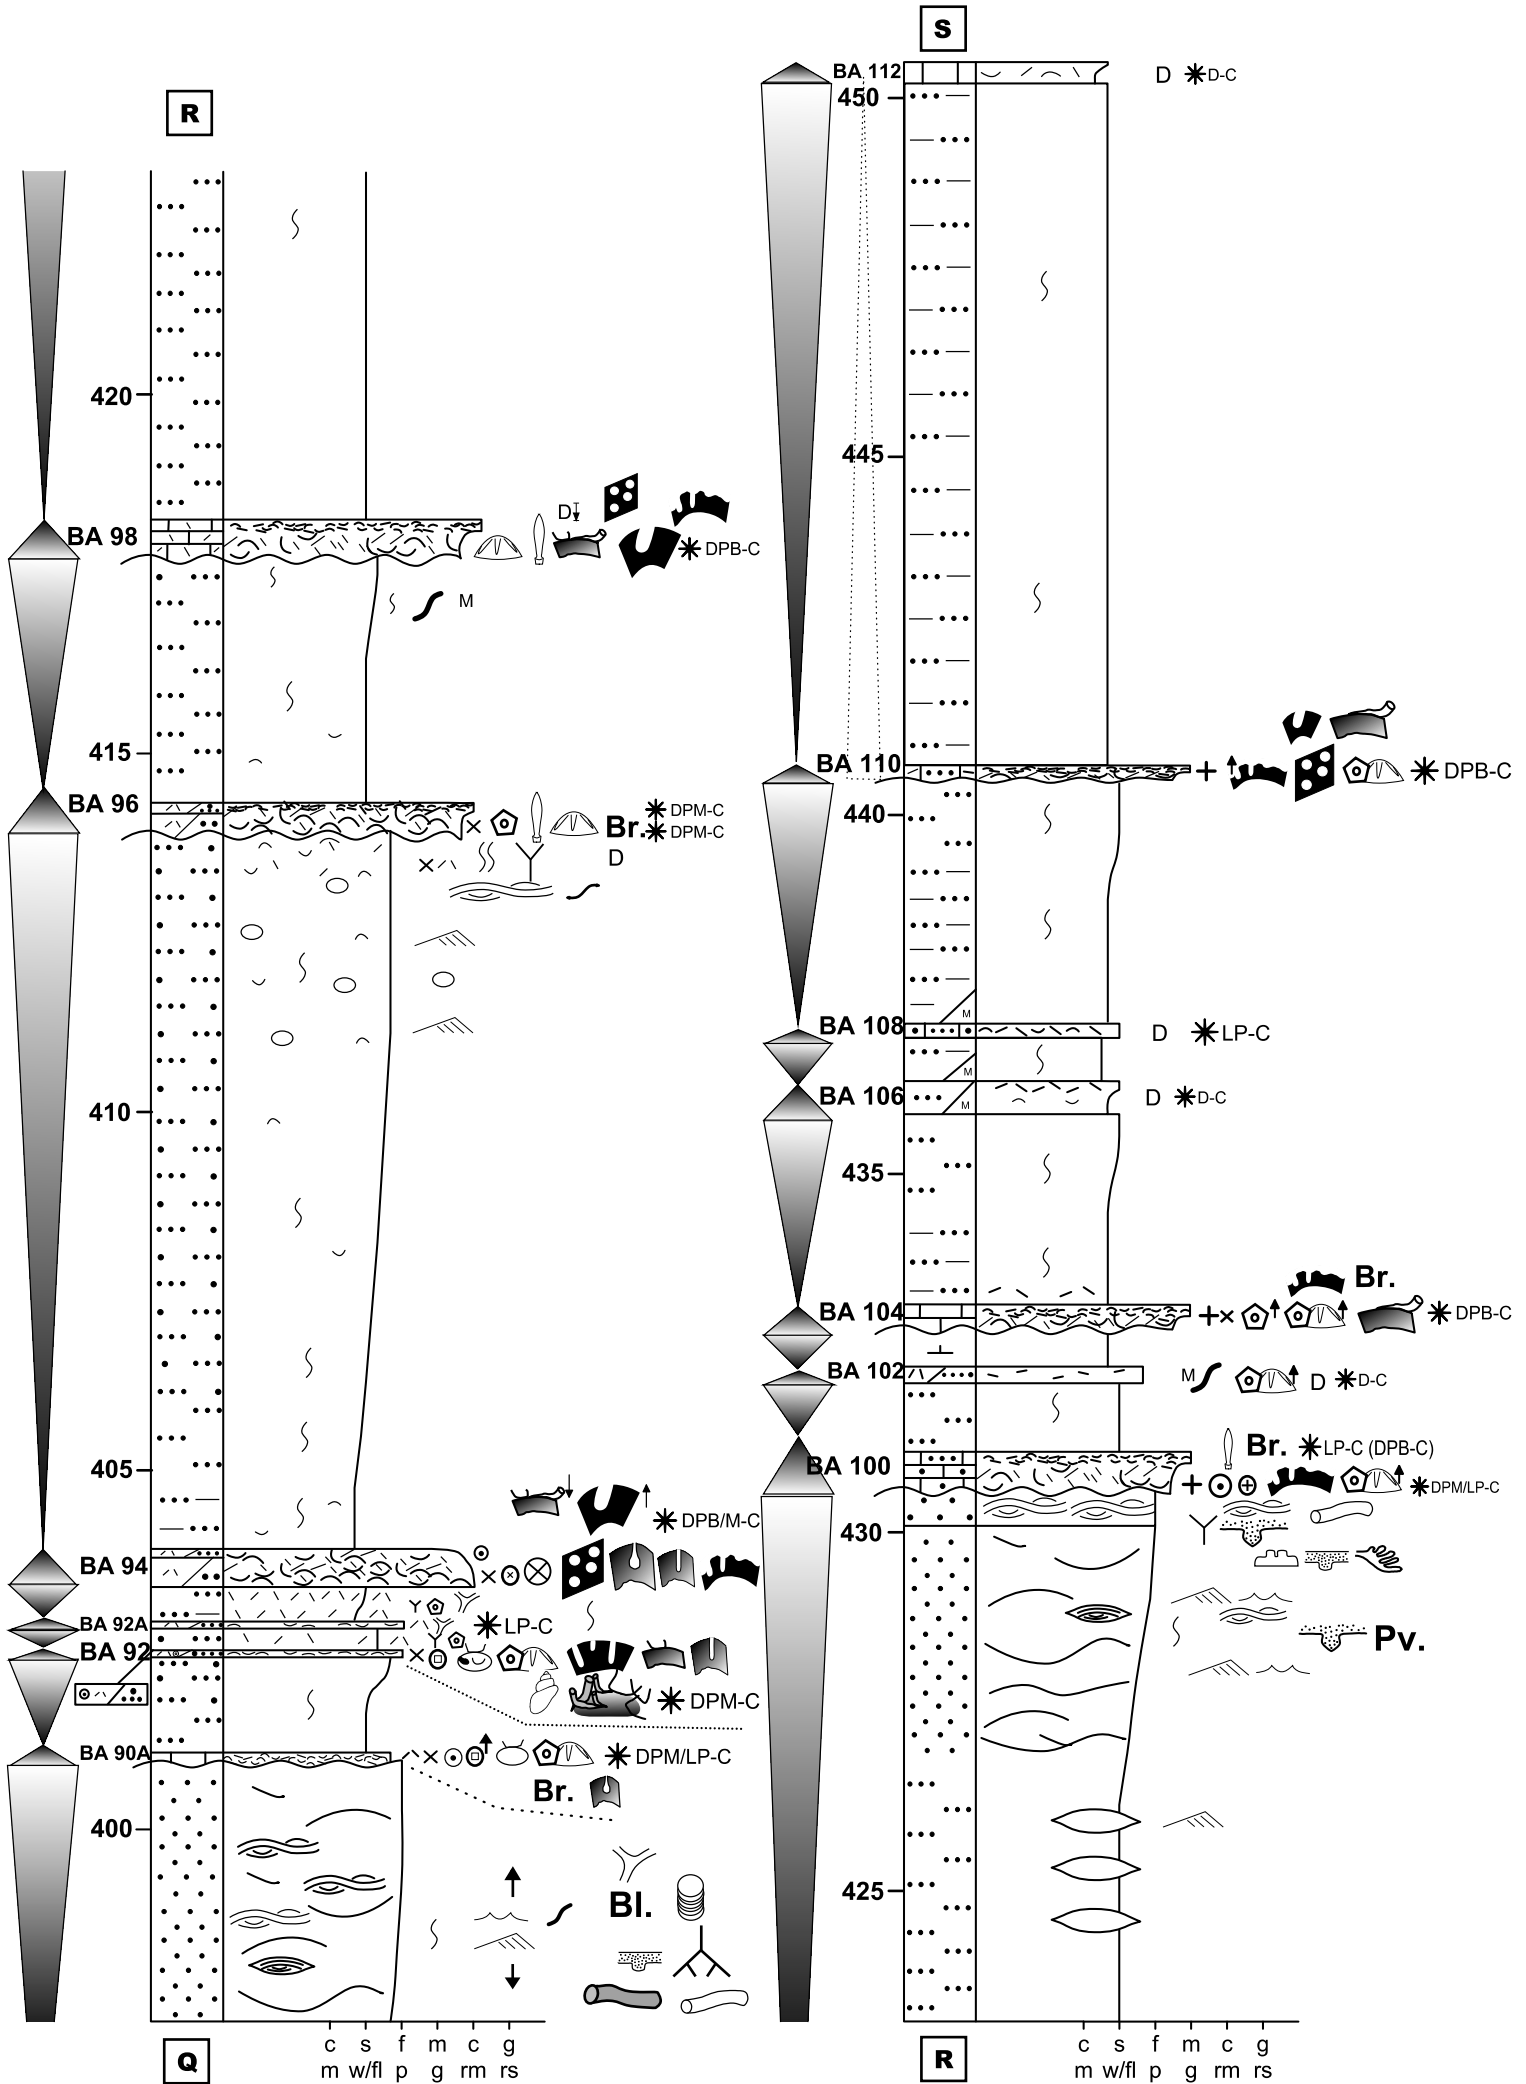 R
420
BA 98
D
DPB-C
M
415
BA 96
DPM-C
Br.
DPM-C
D
410
405
DPB/M-C
BA 94
BA 92A
LP-C
BA 92
DPM-C
BA 90A
DPM/LP-C
Br.
400
Bl.
c s f m c g
m w/fl p g rm rs
Q
S
BA 112
D D-C
450
445
BA 110
DPB-C
440
M
BA 108
D LP-C
M
BA 106
D D-C
M
435
Br.
BA 104
DPB-C
BA 102
M D D-C
Br. LP-C (DPB-C)
BA 100
DPM/LP-C
430
Pv.
425
c s f m c g
m w/fl p g rm rs
R